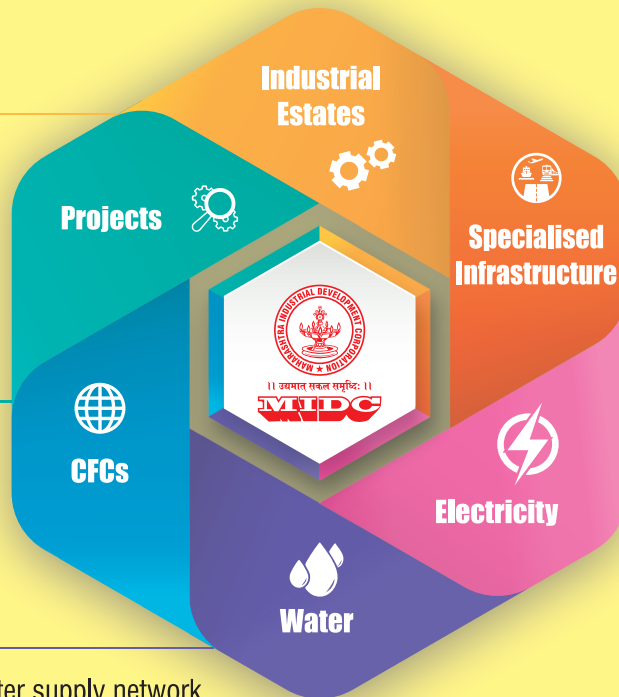 Industrial
Estates
Projects
Specialised
Infrastructure
MAHARASHTRA INDUSTRIAL DEVELOPMENT CORPORATION
MIDC
।। उद्यमात् सकल समृध्दिः ।।
MIDC
CFCs
Electricity
Water
ter supply network